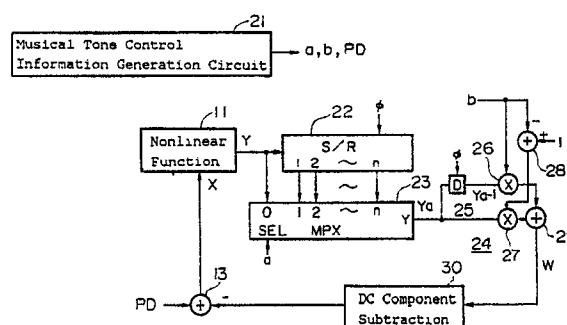 21
Musical Tone Control
Information Generation Circuit
a, b, PD
11
22
φ
b
Nonlinear
Function
Y
S/R
1 2 ~ n
X
~
φ
26
- + 1
28
23
D
Ya-1
X
+
0 1 2 ~ n
Y
Ya
25
X
+
2
SEL MPX
24
27
a
W
13
30
PD
+
-
DC Component
Subtraction